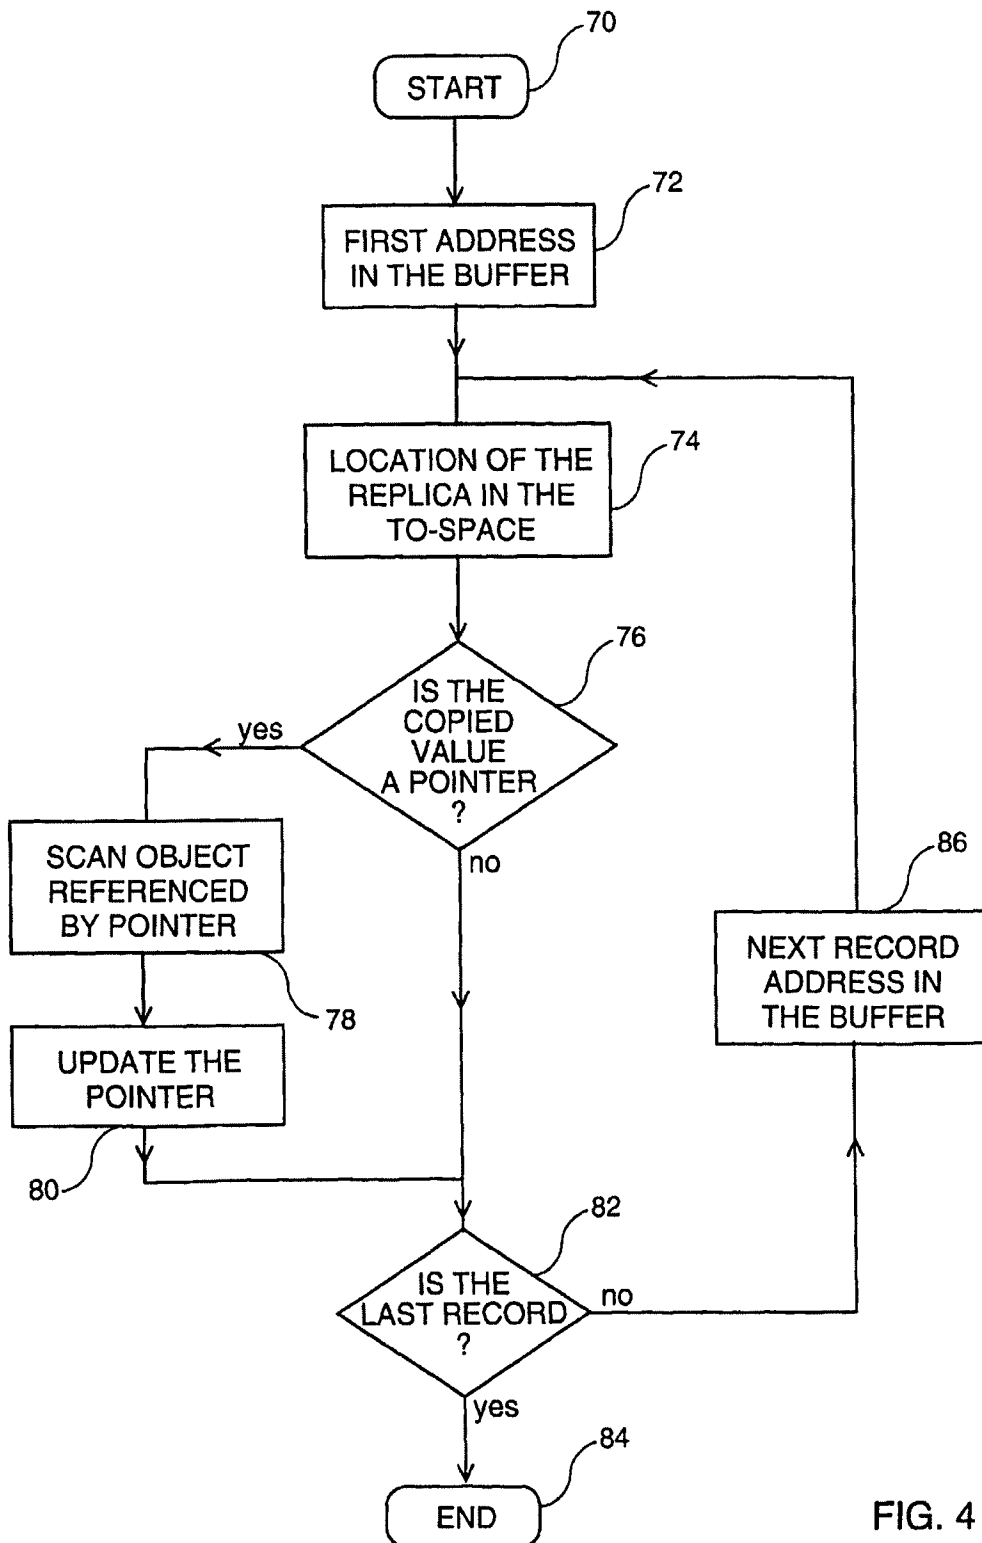 70
START
72
FIRST ADDRESS
IN THE BUFFER
74
LOCATION OF THE
REPLICA IN THE
TO-SPACE
76
IS THE
COPIED
VALUE
A POINTER
?
yes
no
SCAN OBJECT
REFERENCED
BY POINTER
78
UPDATE THE
POINTER
80
86
NEXT RECORD
ADDRESS IN
THE BUFFER
82
IS THE
LAST RECORD
?
no
yes
84
END
FIG. 4